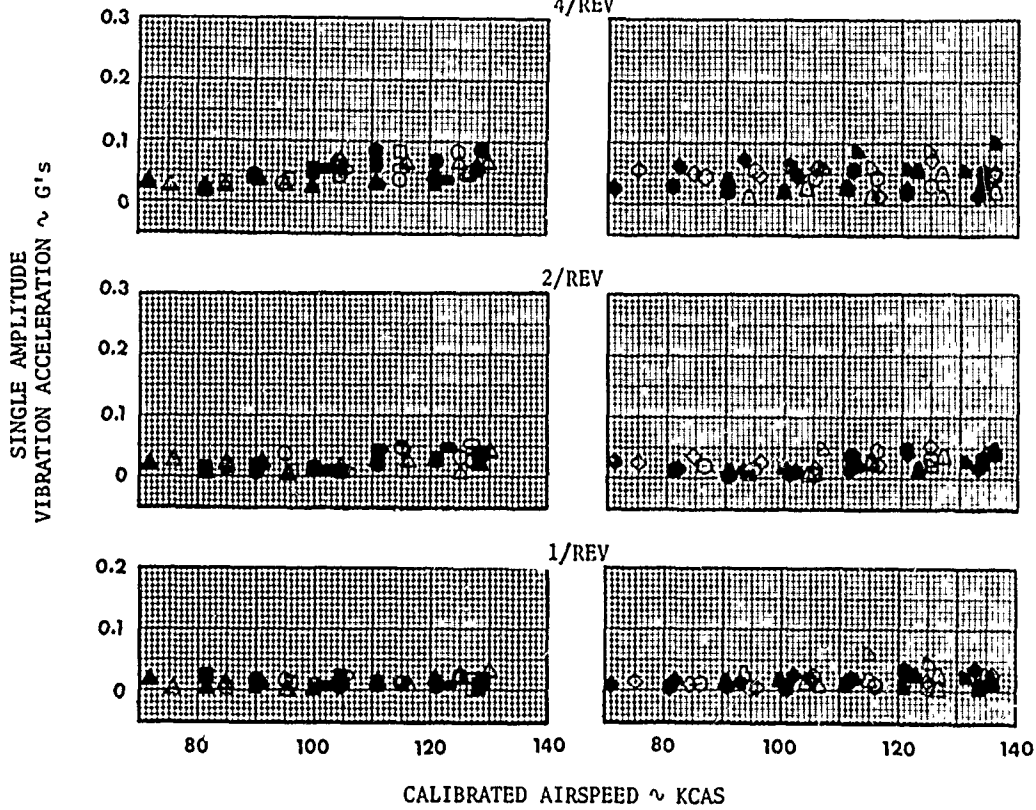 4/REV
0.3
0.2
0.1
0
2/REV
0.3
0.2
0.1
0
1/REV
0.2
0.1
0
SINGLE AMPLITUDE
VIBRATION ACCELERATION ~ G's
80 100 120 140 80 100 120 140
CALIBRATED AIRSPEED ~ KCAS